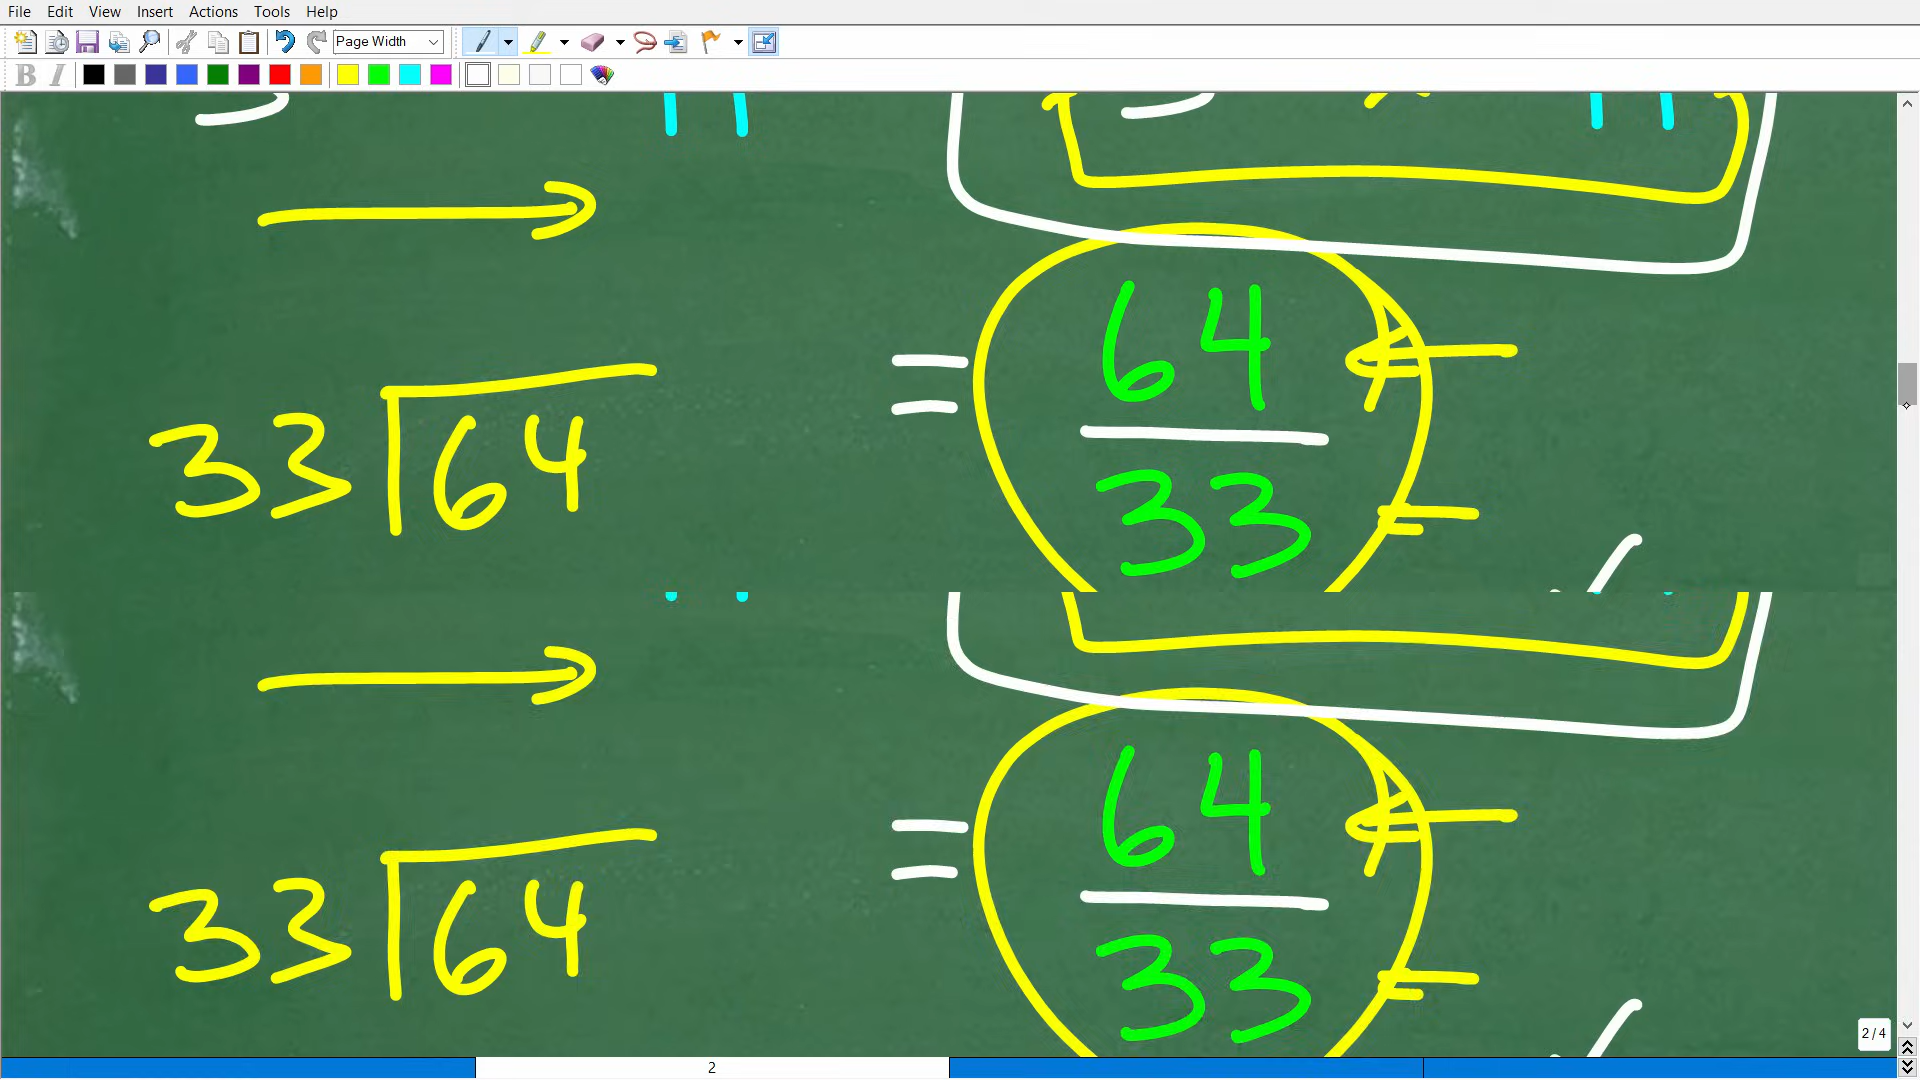 File Edit View Insert Actions Tools Help
Page Width
B I
= 64
33
33 64
= 64
33
33 64
2 / 4
2